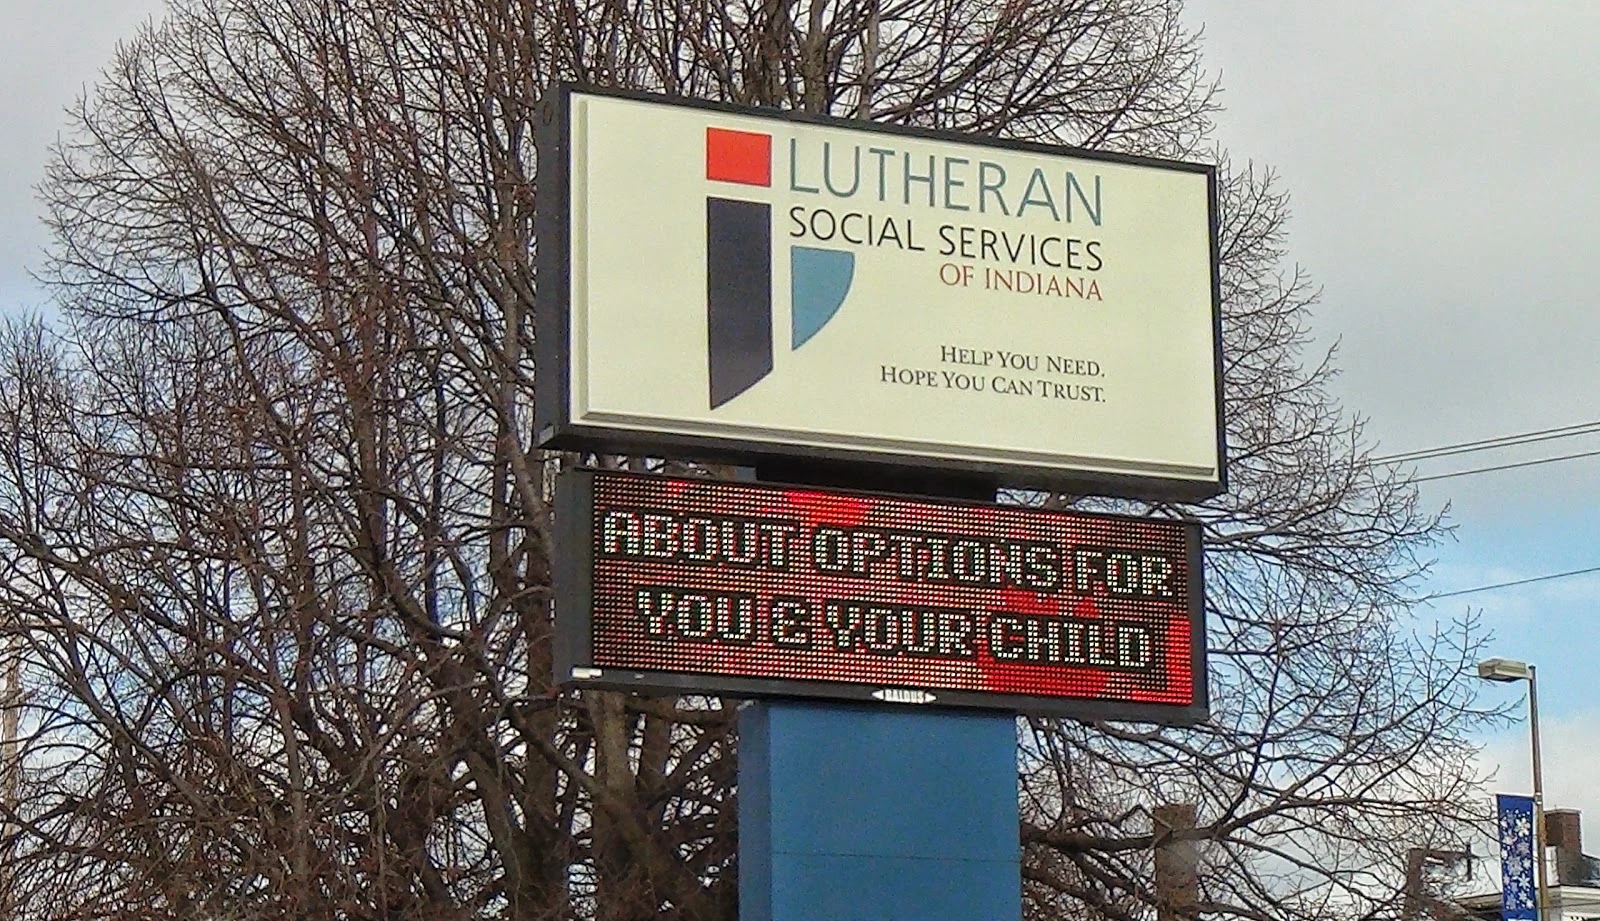 LUTHERAN
SOCIAL SERVICES
OF INDIANA
HELP YOU NEED.
HOPE YOU CAN TRUST.
ABOUT OPTIONS FOR
YOU & YOUR CHILD